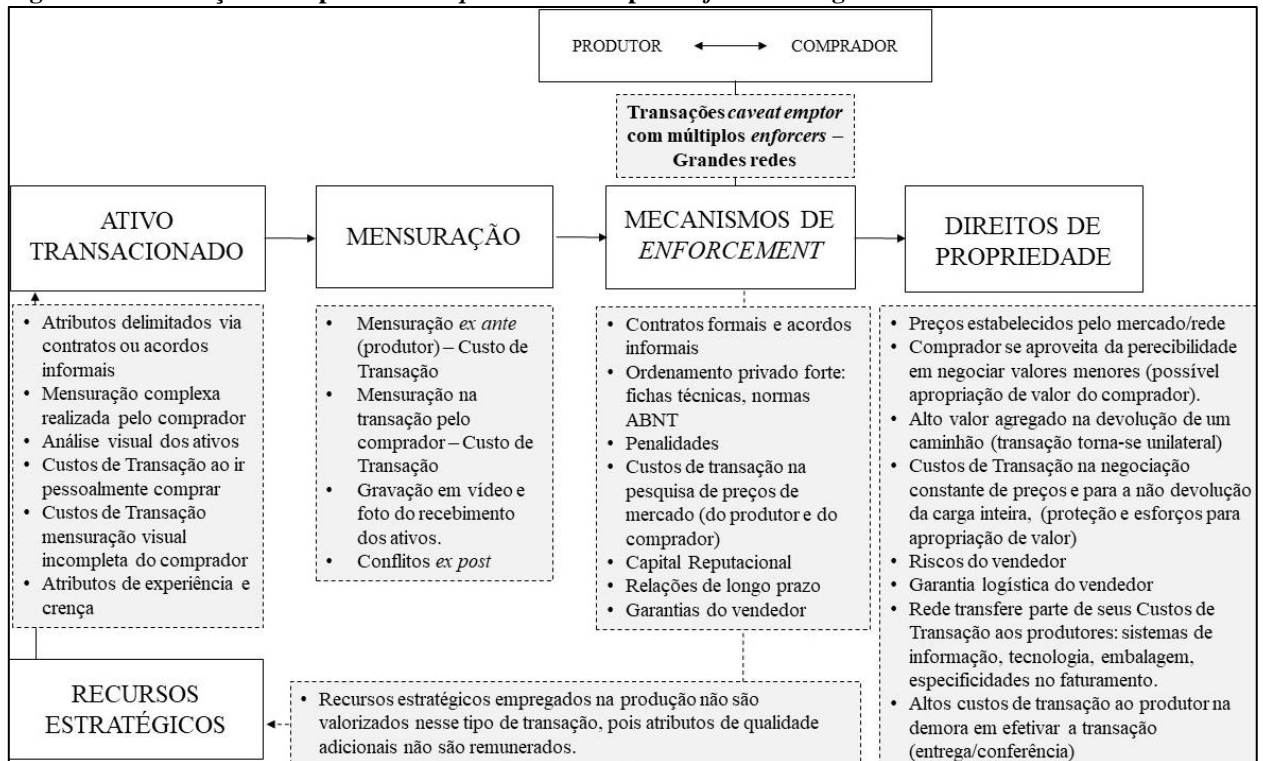 PRODUTOR
COMPRADOR
Transações caveat emptor
com múltiplos enforcers –
Grandes redes
ATIVO
TRANSACIONADO
MENSURAÇÃO
MECANISMOS DE
ENFORCEMENT
DIREITOS DE
PROPRIEDADE
• Atributos delimitados via
contratos ou acordos
informais
• Mensuração complexa
realizada pelo comprador
• Análise visual dos ativos
• Custos de Transação ao ir
pessoalmente comprar
• Custos de Transação
mensuração visual
incompleta do comprador
• Atributos de experiência e
crença
• Mensuração ex ante
(produtor) – Custo de
Transação
• Mensuração na
transação pelo
comprador – Custo de
Transação
• Gravação em vídeo e
foto do recebimento
dos ativos.
• Conflitos ex post
• Contratos formais e acordos
informais
• Ordenamento privado forte:
fichas técnicas, normas
ABNT
• Penalidades
• Custos de transação na
pesquisa de preços de
mercado (do produtor e do
comprador)
• Capital Reputacional
• Relações de longo prazo
• Garantias do vendedor
• Preços estabelecidos pelo mercado/rede
• Comprador se aproveita da perecibilidade
em negociar valores menores (possível
apropriação de valor do comprador).
• Alto valor agregado na devolução de um
caminhão (transação torna-se unilateral)
• Custos de Transação na negociação
constante de preços e para a não devolução
da carga inteira, (proteção e esforços para
apropriação de valor)
• Riscos do vendedor
• Garantia logística do vendedor
• Rede transfere parte de seus Custos de
Transação aos produtores: sistemas de
informação, tecnologia, embalagem,
especificidades no faturamento.
• Altos custos de transação ao produtor na
demora em efetivar a transação
(entrega/conferência)
RECURSOS
ESTRATÉGICOS
• Recursos estratégicos empregados na produção não são
valorizados nesse tipo de transação, pois atributos de qualidade
adicionais não são remunerados.